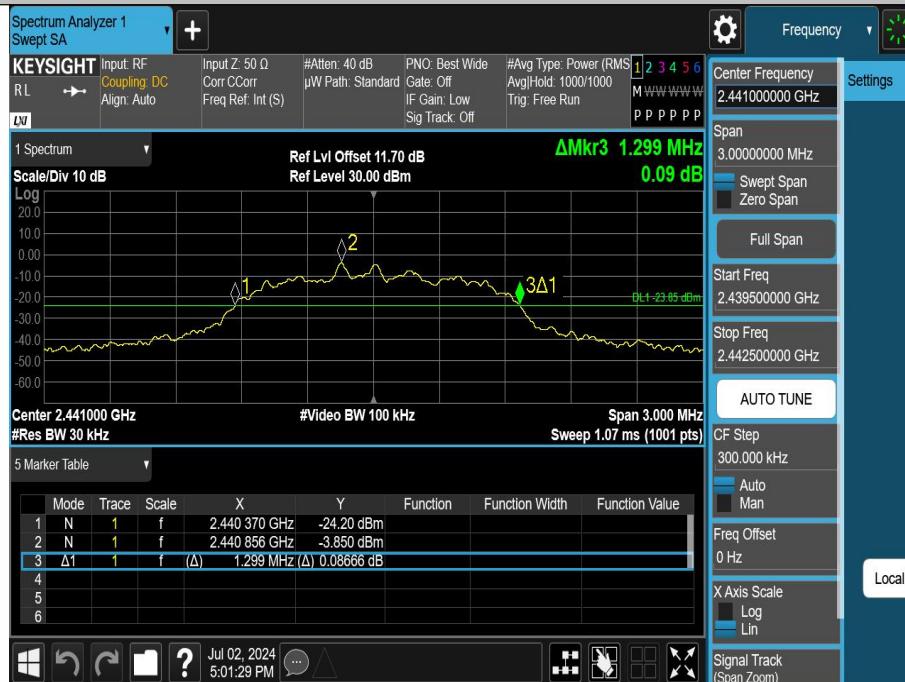 Spectrum Analyzer 1
Swept SA
+
Frequency
KEYSIGHT
RL
LXI
Input: RF
Coupling: DC
Align: Auto
Input Z: 50 Ω
Corr CCorr
Freq Ref: Int (S)
#Atten: 40 dB
µW Path: Standard
PNO: Best Wide
Gate: Off
IF Gain: Low
Sig Track: Off
#Avg Type: Power (RMS
Avg|Hold: 1000/1000
Trig: Free Run
1 2 3 4 5 6
M W W W W W
P P P P P P
1 Spectrum
Scale/Div 10 dB
Ref Lvl Offset 11.70 dB
Ref Level 30.00 dBm
ΔMkr3 1.299 MHz
0.09 dB
Log
20.0
10.0
0.00
-10.0
-20.0
-30.0
-40.0
-50.0
-60.0
1
2
3Δ1
DL1 -23.85 dBm
Center 2.441000 GHz
#Video BW 100 kHz
Span 3.000 MHz
#Res BW 30 kHz
Sweep 1.07 ms (1001 pts)
5 Marker Table
Mode Trace Scale X Y Function Function Width Function Value
1 N 1 f 2.440 370 GHz -24.20 dBm
2 N 1 f 2.440 856 GHz -3.850 dBm
3 Δ1 1 f (Δ) 1.299 MHz (Δ) 0.08666 dB
4
5
6
?
Jul 02, 2024
5:01:29 PM
Center Frequency
2.441000000 GHz
Settings
Span
3.00000000 MHz
Swept Span
Zero Span
Full Span
Start Freq
2.439500000 GHz
Stop Freq
2.442500000 GHz
AUTO TUNE
CF Step
300.000 kHz
Auto
Man
Freq Offset
0 Hz
Local
X Axis Scale
Log
Lin
Signal Track
(Span Zoom)